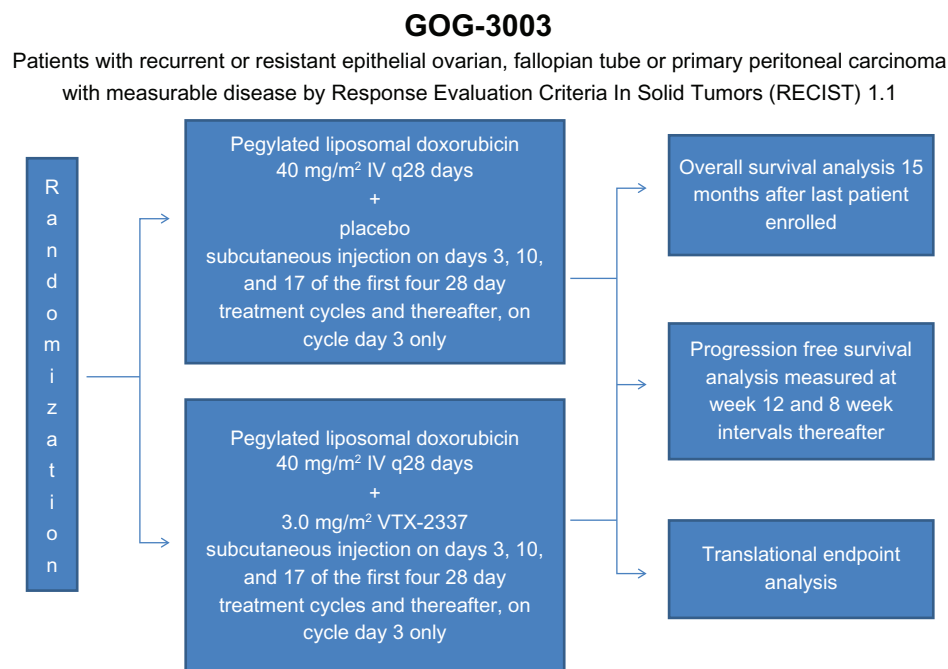 GOG-3003
Patients with recurrent or resistant epithelial ovarian, fallopian tube or primary peritoneal carcinoma
with measurable disease by Response Evaluation Criteria In Solid Tumors (RECIST) 1.1
R
a
n
d
o
m
i
z
a
t
i
o
n
Pegylated liposomal doxorubicin
40 mg/m² IV q28 days
+
placebo
subcutaneous injection on days 3, 10,
and 17 of the first four 28 day
treatment cycles and thereafter, on
cycle day 3 only
Pegylated liposomal doxorubicin
40 mg/m² IV q28 days
+
3.0 mg/m² VTX-2337
subcutaneous injection on days 3, 10,
and 17 of the first four 28 day
treatment cycles and thereafter, on
cycle day 3 only
Overall survival analysis 15
months after last patient
enrolled
Progression free survival
analysis measured at
week 12 and 8 week
intervals thereafter
Translational endpoint
analysis